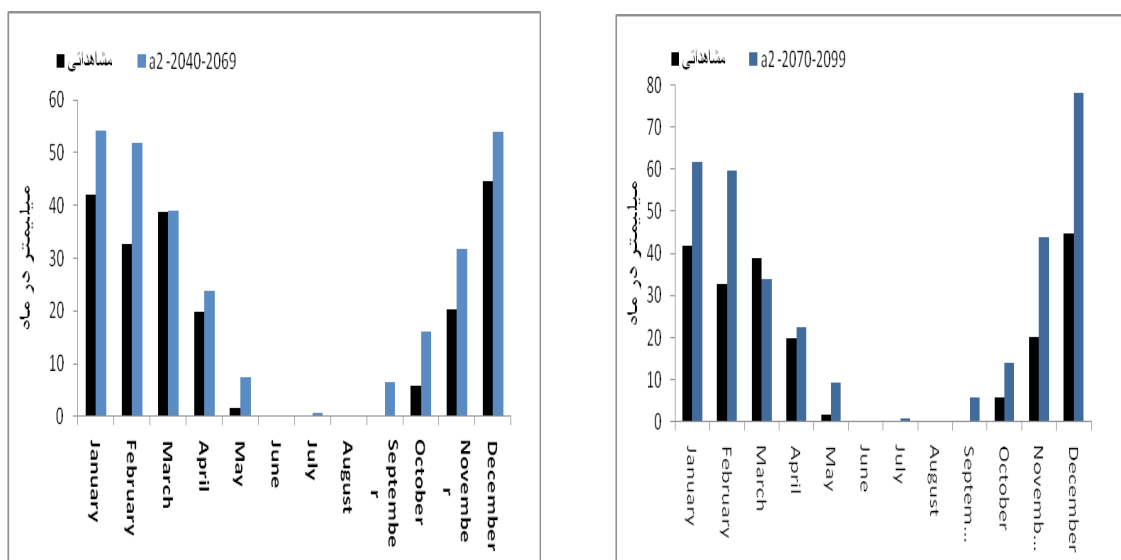 مشاهداتي
a2 -2040-2069
60
50
40
30
20
10
0
میلیمتر در ماه
January
February
March
April
May
June
July
August
Septembe
r
October
Novembe
r
December
مشاهداتي
a2 -2070-2099
80
70
60
50
40
30
20
10
0
میلیمتر در ماه
January
February
March
April
May
June
July
August
Septem...
October
Novemb...
December